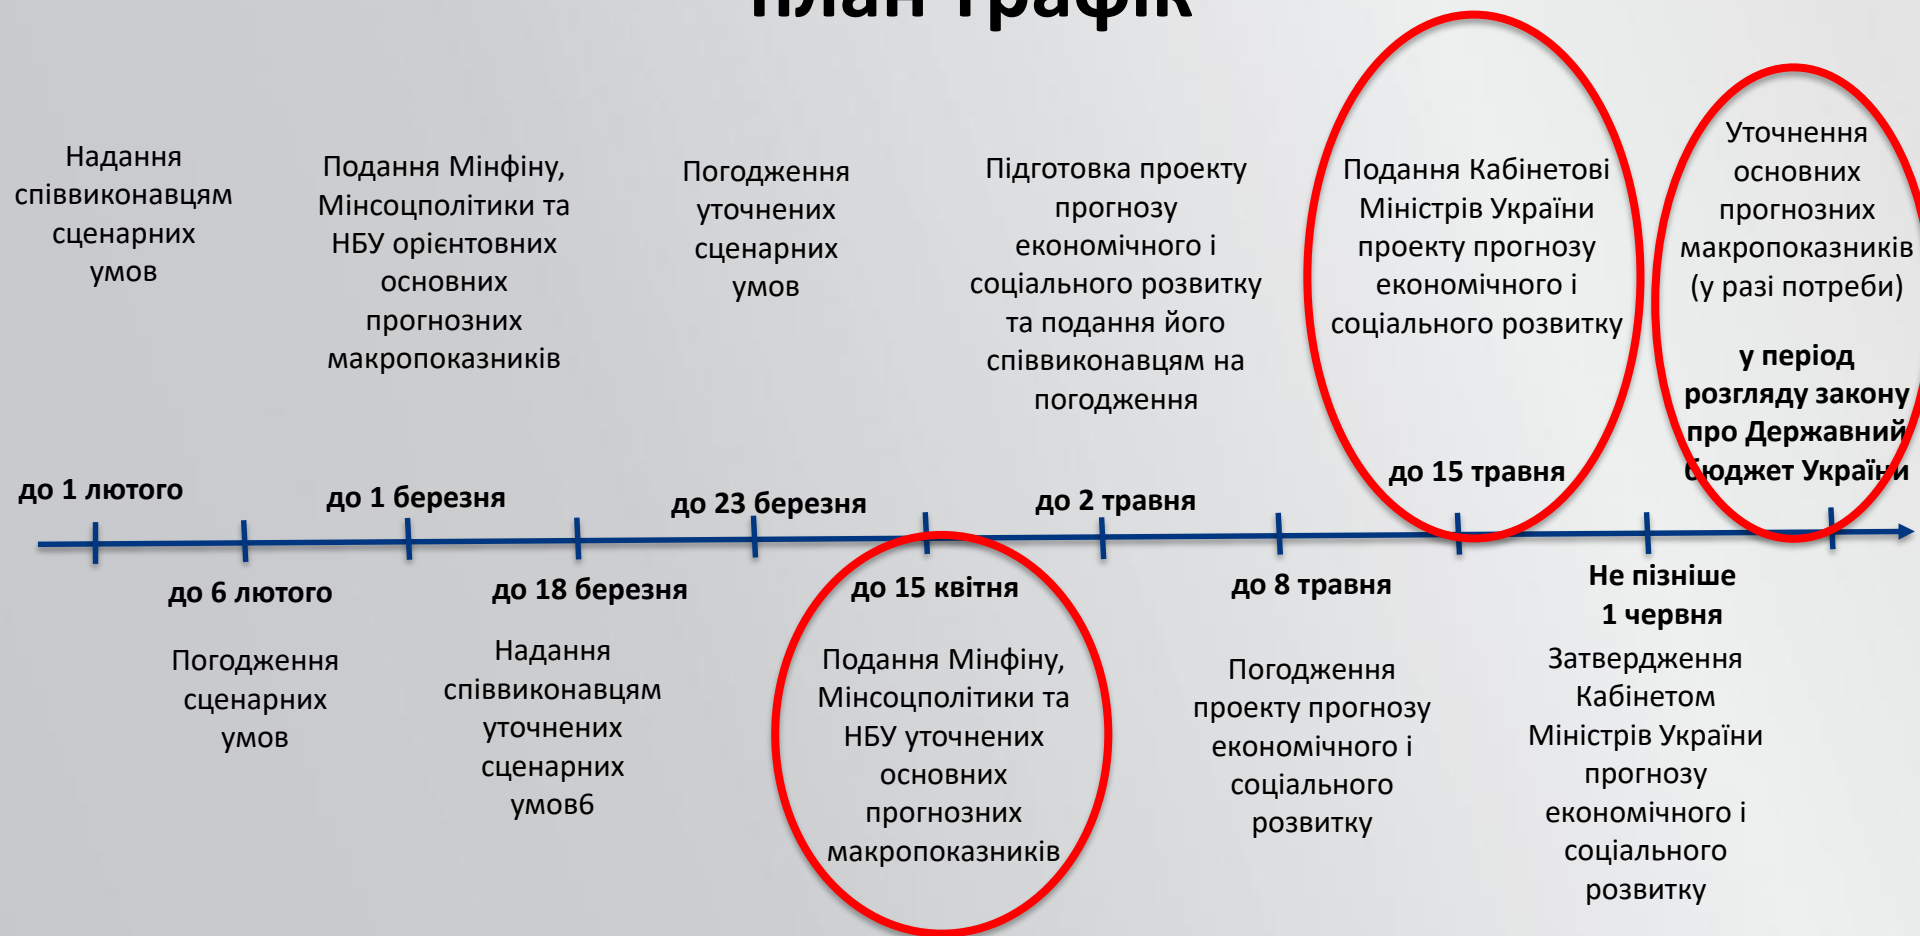 план графік
Надання
співвиконавцям
сценарних
умов
до 1 лютого
Подання Мінфіну,
Мінсоцполітики та
НБУ орієнтовних
основних
прогнозних
макропоказників
до 1 березня
Погодження
уточнених
сценарних
умов
до 23 березня
Підготовка проекту
прогнозу
економічного і
соціального розвитку
та подання його
співвиконавцям на
погодження
до 2 травня
Подання Кабінетові
Міністрів України
проекту прогнозу
економічного і
соціального розвитку
до 15 травня
Уточнення
основних
прогнозних
макропоказників
(у разі потреби)
у період
розгляду закону
про Державний
бюджет України
до 6 лютого
Погодження
сценарних
умов
до 18 березня
Надання
співвиконавцям
уточнених
сценарних
умов6
до 15 квітня
Подання Мінфіну,
Мінсоцполітики та
НБУ уточнених
основних
прогнозних
макропоказників
до 8 травня
Погодження
проекту прогнозу
економічного і
соціального
розвитку
Не пізніше
1 червня
Затвердження
Кабінетом
Міністрів України
прогнозу
економічного і
соціального
розвитку